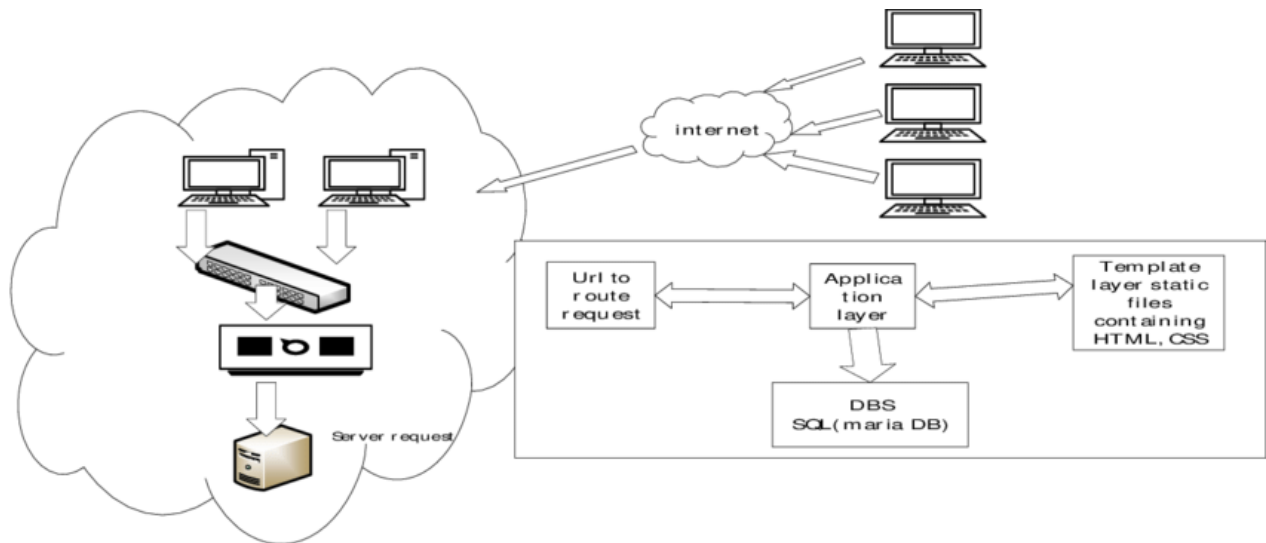 internet
Url to
route
request
Applica
tion
layer
Template
layer static
files
containing
HTML, CSS
DBS
SQL(maria DB)
Server request